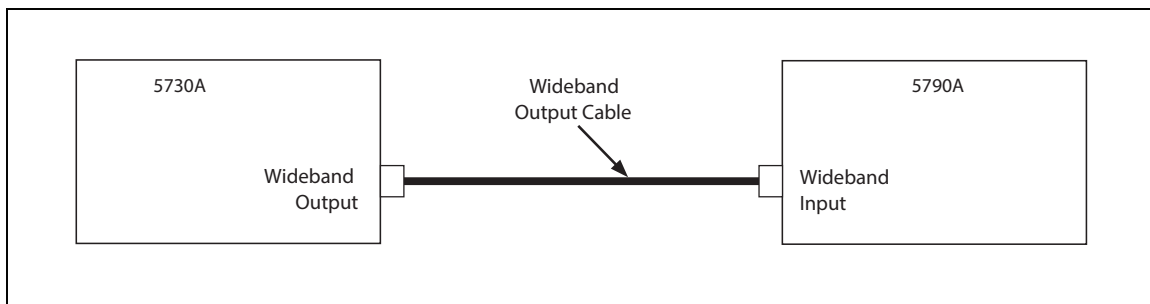 5730A
Wideband
Output
Wideband
Output Cable
5790A
Wideband
Input